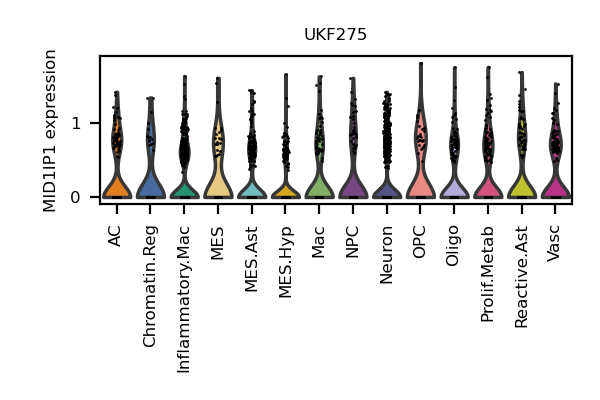 UKF275
MID1IP1 expression
1
0
AC
Chromatin.Reg
Inflammatory.Mac
MES
MES.Ast
MES.Hyp
Mac
NPC
Neuron
OPC
Oligo
Prolif.Metab
Reactive.Ast
Vasc